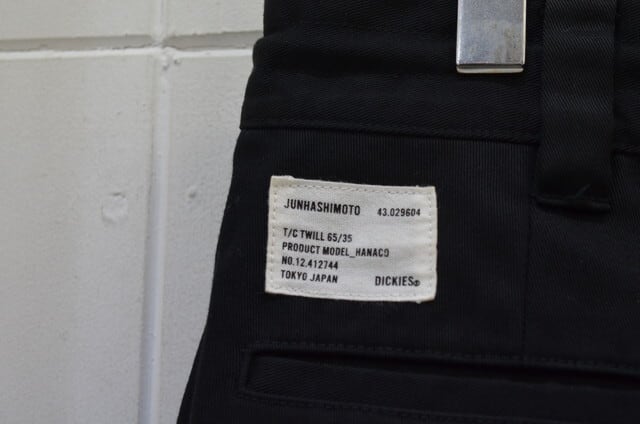 JUNHASHIMOTO 43.029604
T/C TWILL 65/35
PRODUCT MODEL_HANACO
NO.12.412744
TOKYO JAPAN DICKIES®